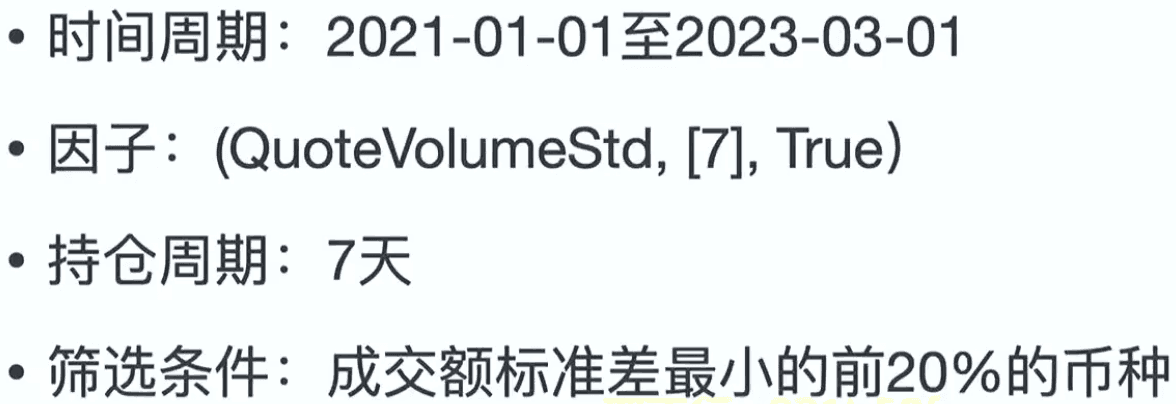 • 时间周期：2021-01-01至2023-03-01
• 因子：(QuoteVolumeStd, [7], True）
• 持仓周期：7天
• 筛选条件：成交额标准差最小的前20%的币种